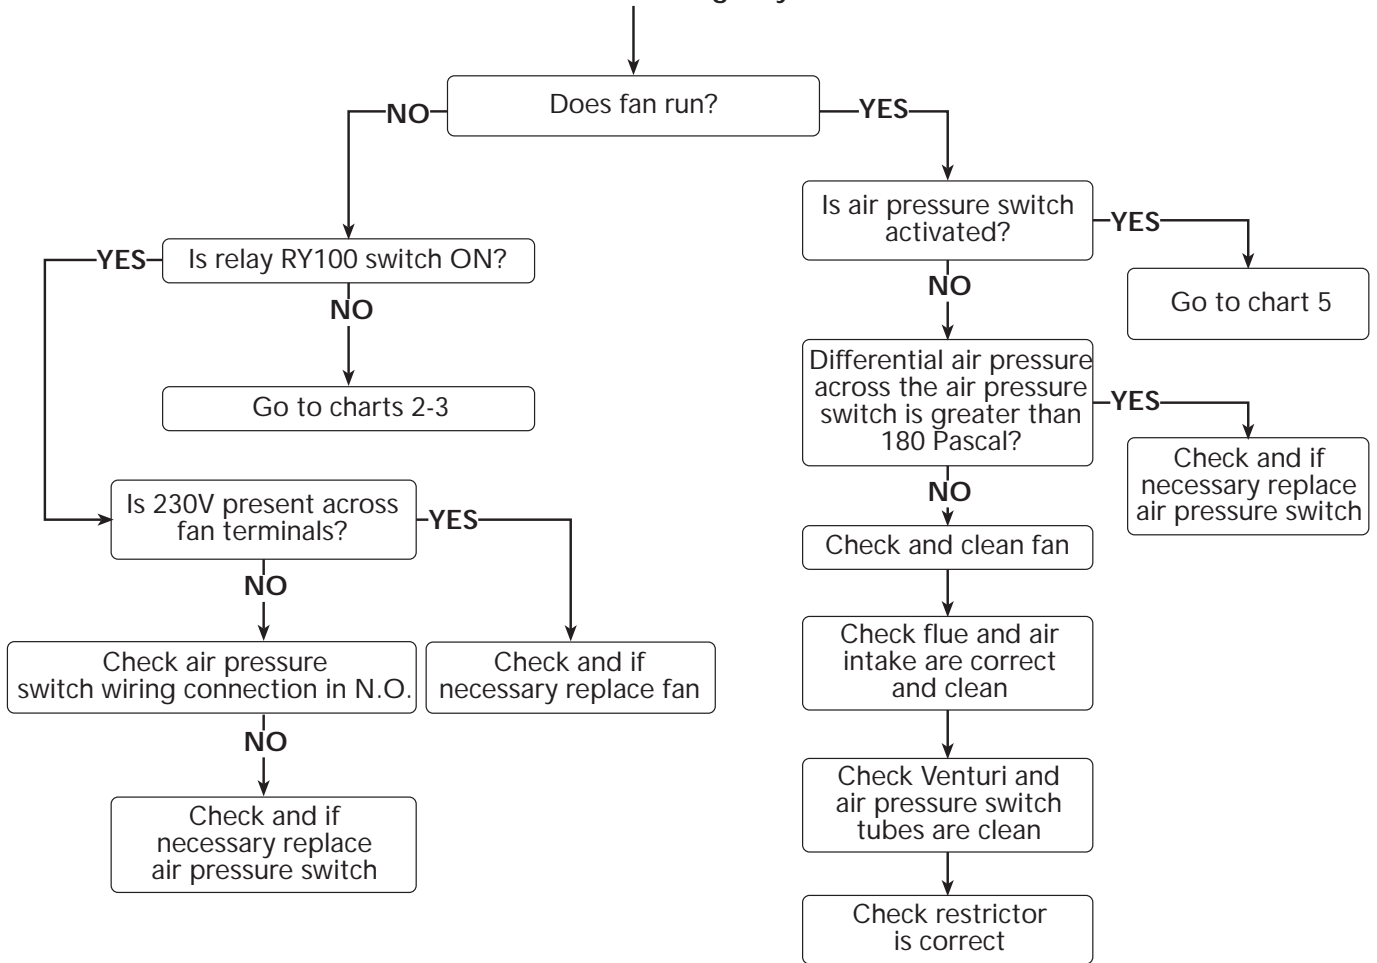 Does fan run?
NO
YES
Is air pressure switch
activated?
YES
YES
Is relay RY100 switch ON?
NO
NO
Go to chart 5
Go to charts 2-3
Differential air pressure
across the air pressure
switch is greater than
180 Pascal?
YES
Check and if
necessary replace
air pressure switch
Is 230V present across
fan terminals?
YES
NO
NO
Check and clean fan
Check air pressure
switch wiring connection in N.O.
Check and if
necessary replace fan
Check flue and air
intake are correct
and clean
NO
Check and if
necessary replace
air pressure switch
Check Venturi and
air pressure switch
tubes are clean
Check restrictor
is correct